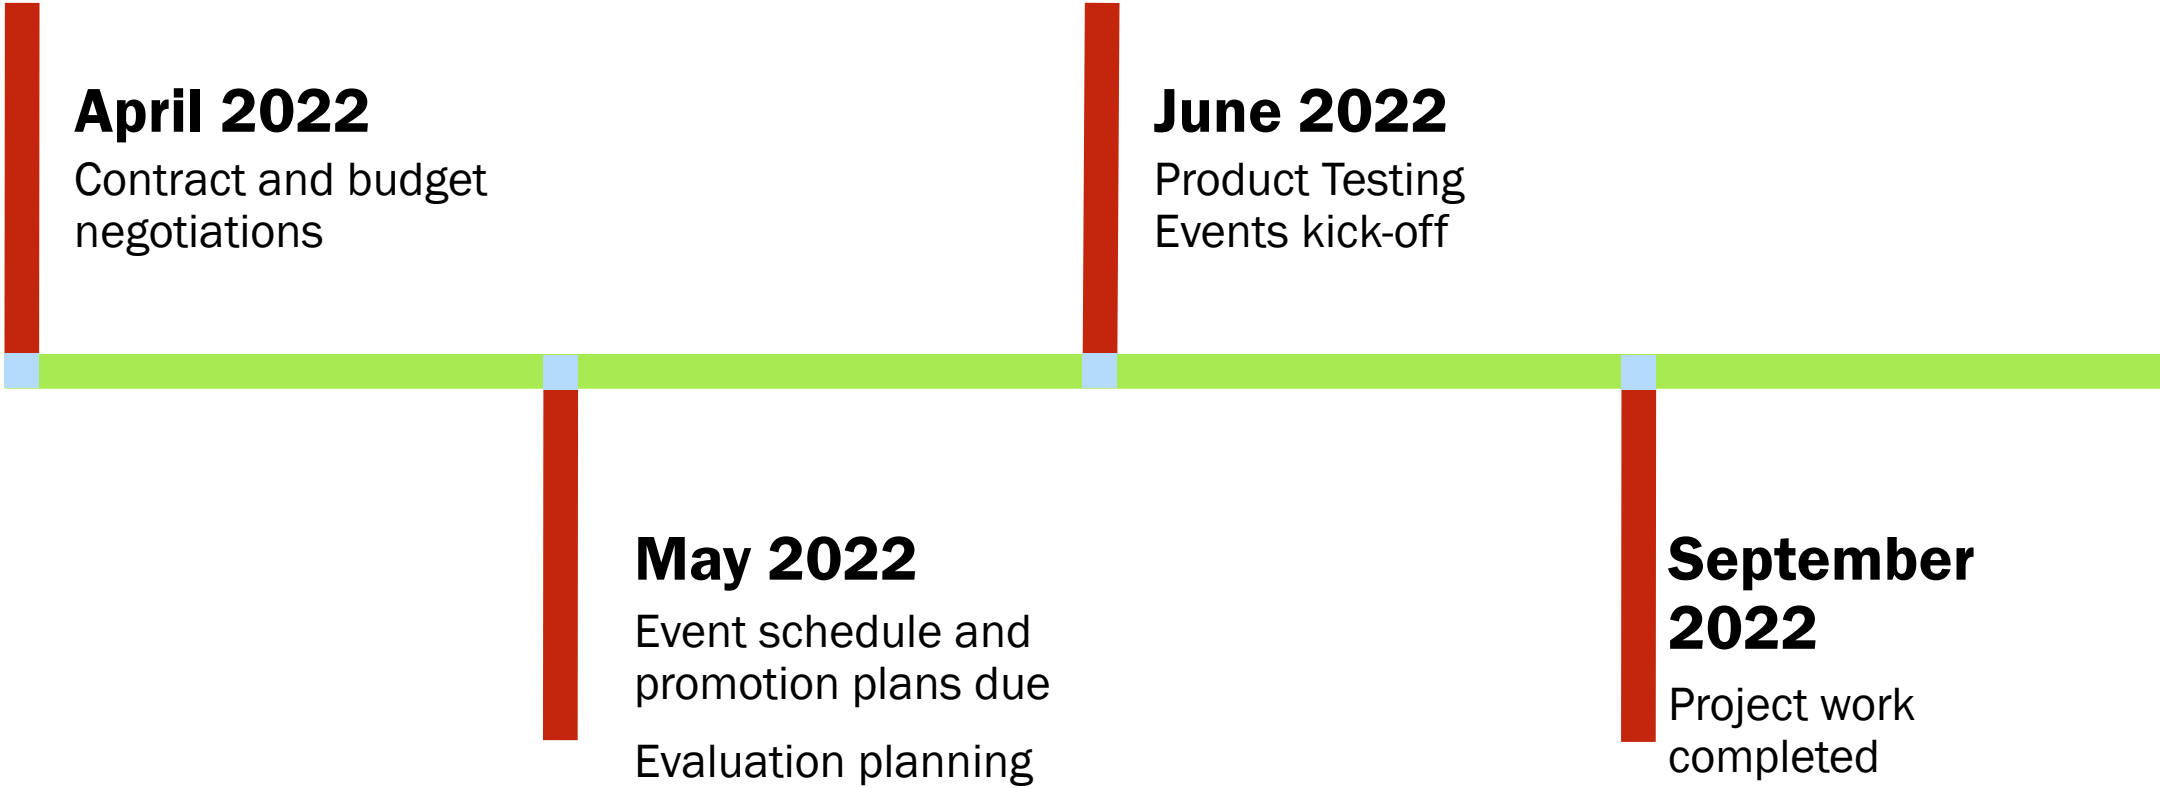 April 2022
Contract and budget
negotiations
May 2022
Event schedule and
promotion plans due
Evaluation planning
June 2022
Product Testing
Events kick-off
September
2022
Project work
completed